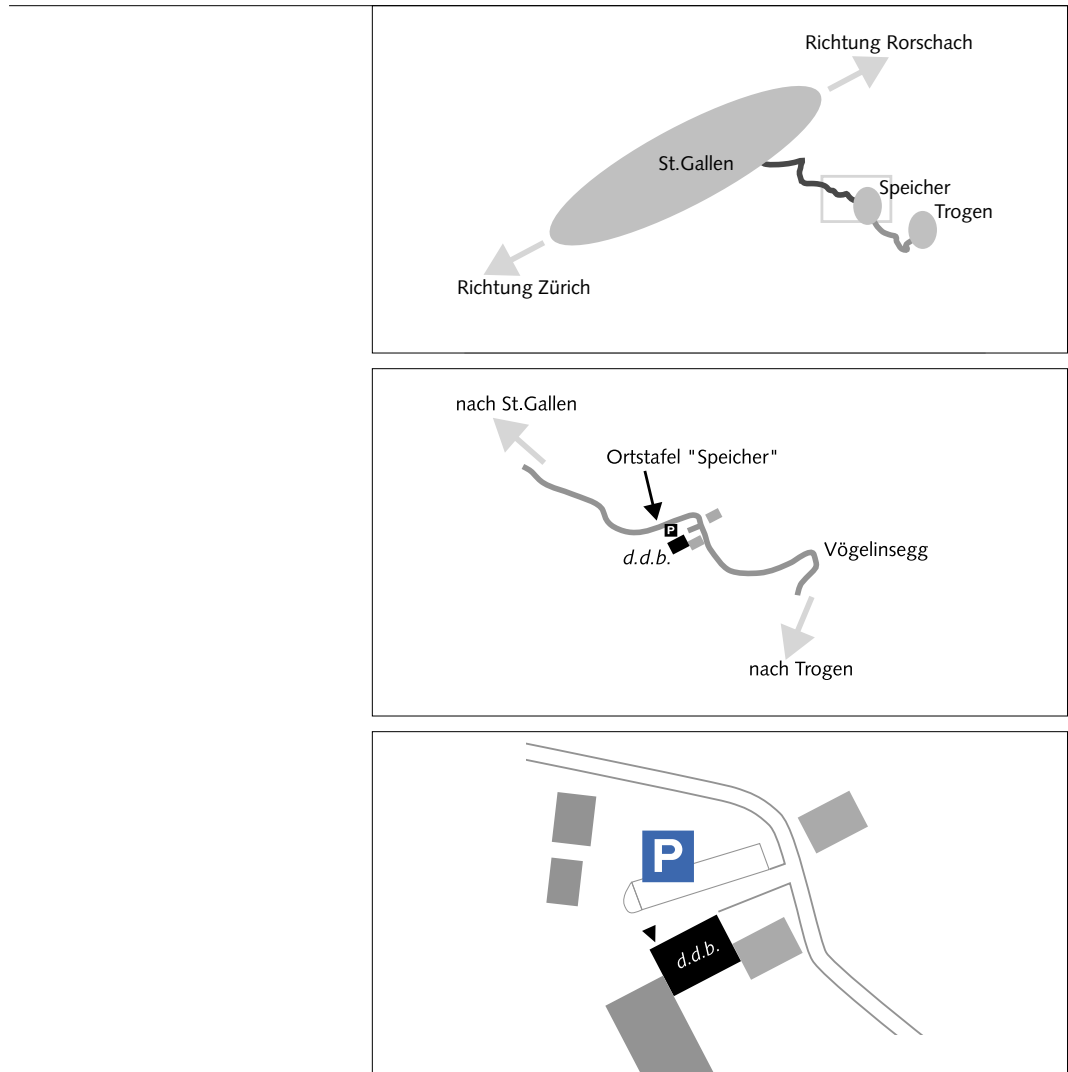 Richtung Rorschach
St.Gallen
Speicher
Trogen
Richtung Zürich
nach St.Gallen
Ortstafel "Speicher"
P
d.d.b.
Vögelinsegg
nach Trogen
P
d.d.b.